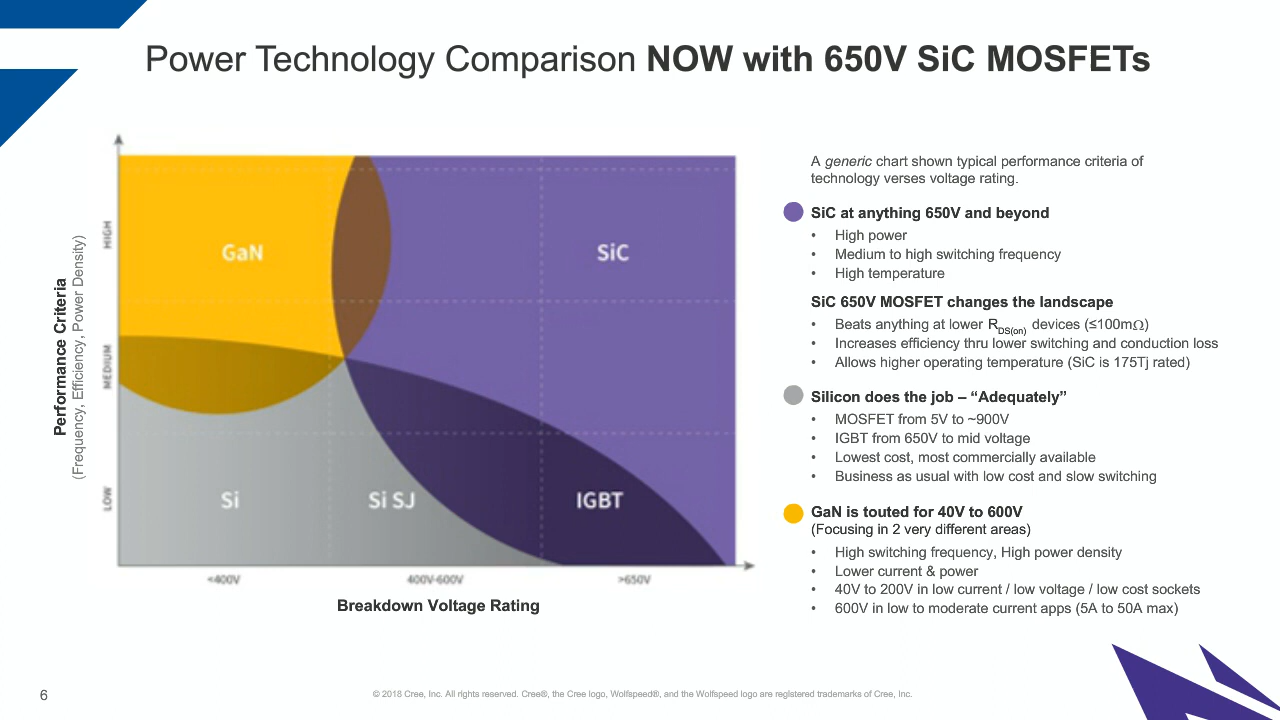 Power Technology Comparison NOW with 650V SiC MOSFETs
Performance Criteria
(Frequency, Efficiency, Power Density)
HIGH
MEDIUM
LOW
GaN
SiC
Si
Si SJ
IGBT
<400V
400V-600V
>650V
Breakdown Voltage Rating
A generic chart shown typical performance criteria of
technology verses voltage rating.
SiC at anything 650V and beyond
• High power
• Medium to high switching frequency
• High temperature
SiC 650V MOSFET changes the landscape
• Beats anything at lower RDS(on) devices (≤100mΩ)
• Increases efficiency thru lower switching and conduction loss
• Allows higher operating temperature (SiC is 175Tj rated)
Silicon does the job – “Adequately”
• MOSFET from 5V to ~900V
• IGBT from 650V to mid voltage
• Lowest cost, most commercially available
• Business as usual with low cost and slow switching
GaN is touted for 40V to 600V
(Focusing in 2 very different areas)
• High switching frequency, High power density
• Lower current & power
• 40V to 200V in low current / low voltage / low cost sockets
• 600V in low to moderate current apps (5A to 50A max)
6
© 2018 Cree, Inc. All rights reserved. Cree®, the Cree logo, Wolfspeed®, and the Wolfspeed logo are registered trademarks of Cree, Inc.